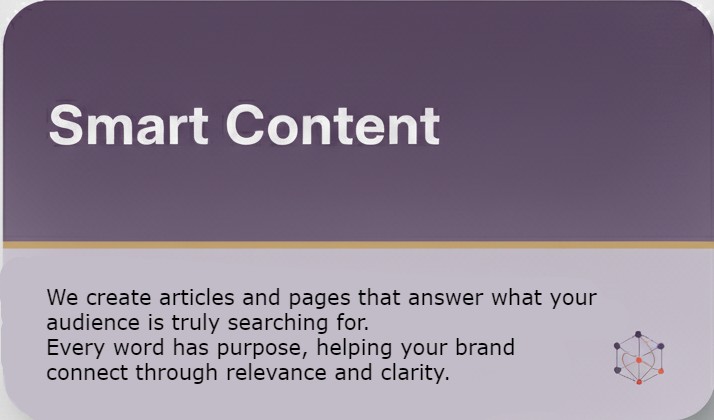 Smart Content
We create articles and pages that answer what your
audience is truly searching for.
Every word has purpose, helping your brand
connect through relevance and clarity.